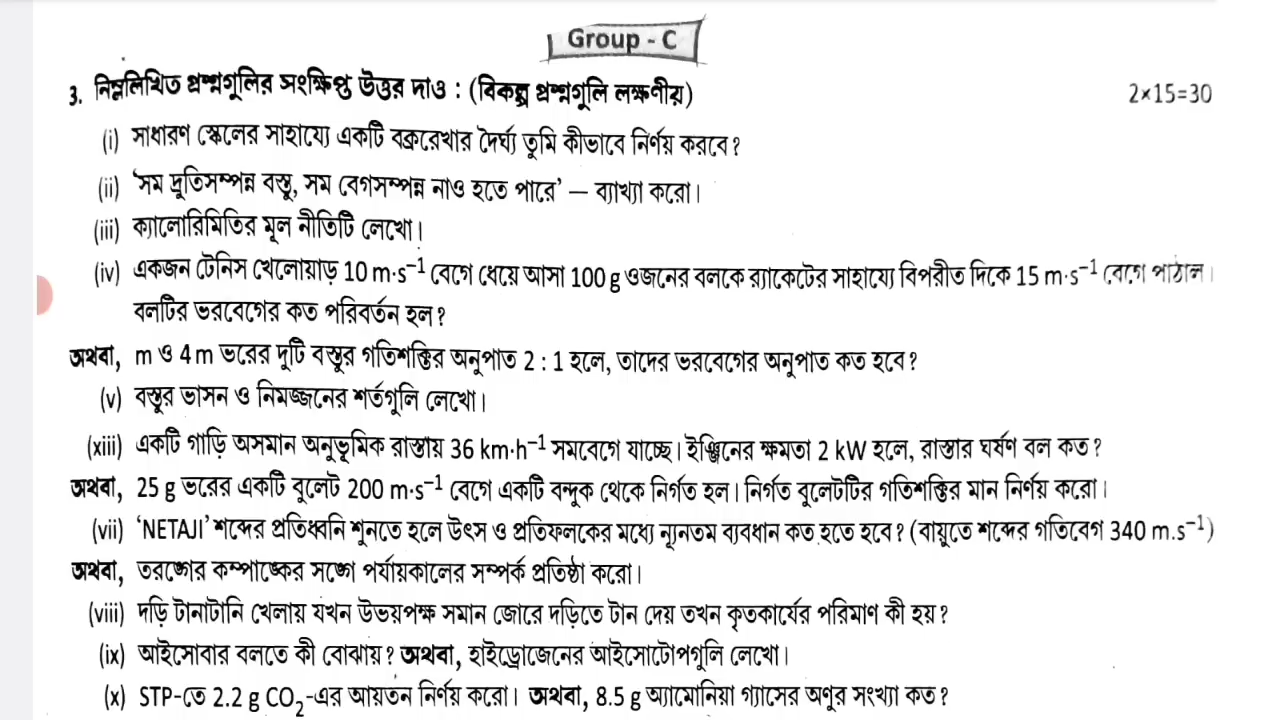 Group - C
3. নিম্নলিখিত প্রশ্নগুলির সংক্ষিপ্ত উত্তর দাও : (বিকল্প প্রশ্নগুলি লক্ষণীয়) 2×15=30
(i) সাধারণ স্কেলের সাহায্যে একটি বক্ররেখার দৈর্ঘ্য তুমি কীভাবে নির্ণয় করবে?
(ii) 'সম দ্রুতিসম্পন্ন বস্তু, সম বেগসম্পন্ন নাও হতে পারে' – ব্যাখ্যা করো।
(iii) ক্যালোরিমিতির মূল নীতিটি লেখো।
(iv) একজন টেনিস খেলোয়াড় 10 m·s⁻¹ বেগে ধেয়ে আসা 100 g ওজনের বলকে র‍্যাকেটের সাহায্যে বিপরীত দিকে 15 m·s⁻¹ বেগে পাঠাল।
বলটির ভরবেগের কত পরিবর্তন হল?
অথবা, m ও 4m ভরের দুটি বস্তুর গতিশক্তির অনুপাত 2 : 1 হলে, তাদের ভরবেগের অনুপাত কত হবে?
(v) বস্তুর ভাসন ও নিমজ্জনের শর্তগুলি লেখো।
(xiii) একটি গাড়ি অসমান অনুভূমিক রাস্তায় 36 km·h⁻¹ সমবেগে যাচ্ছে। ইঞ্জিনের ক্ষমতা 2 kW হলে, রাস্তার ঘর্ষণ বল কত?
অথবা, 25 g ভরের একটি বুলেট 200 m·s⁻¹ বেগে একটি বন্দুক থেকে নির্গত হল। নির্গত বুলেটটির গতিশক্তির মান নির্ণয় করো।
(vii) 'NETAJI' শব্দের প্রতিধ্বনি শুনতে হলে উৎস ও প্রতিফলকের মধ্যে ন্যূনতম ব্যবধান কত হতে হবে? (বায়ুতে শব্দের গতিবেগ 340 m.s⁻¹)
অথবা, তরঙ্গের কম্পাঙ্কের সঙ্গে পর্যায়কালের সম্পর্ক প্রতিষ্ঠা করো।
(viii) দড়ি টানাটানি খেলায় যখন উভয়পক্ষ সমান জোরে দড়িতে টান দেয় তখন কৃতকার্যের পরিমাণ কী হয়?
(ix) আইসোবার বলতে কী বোঝায়? অথবা, হাইড্রোজেনের আইসোটোপগুলি লেখো।
(x) STP-তে 2.2 g CO₂-এর আয়তন নির্ণয় করো। অথবা, 8.5 g অ্যামোনিয়া গ্যাসের অণুর সংখ্যা কত?